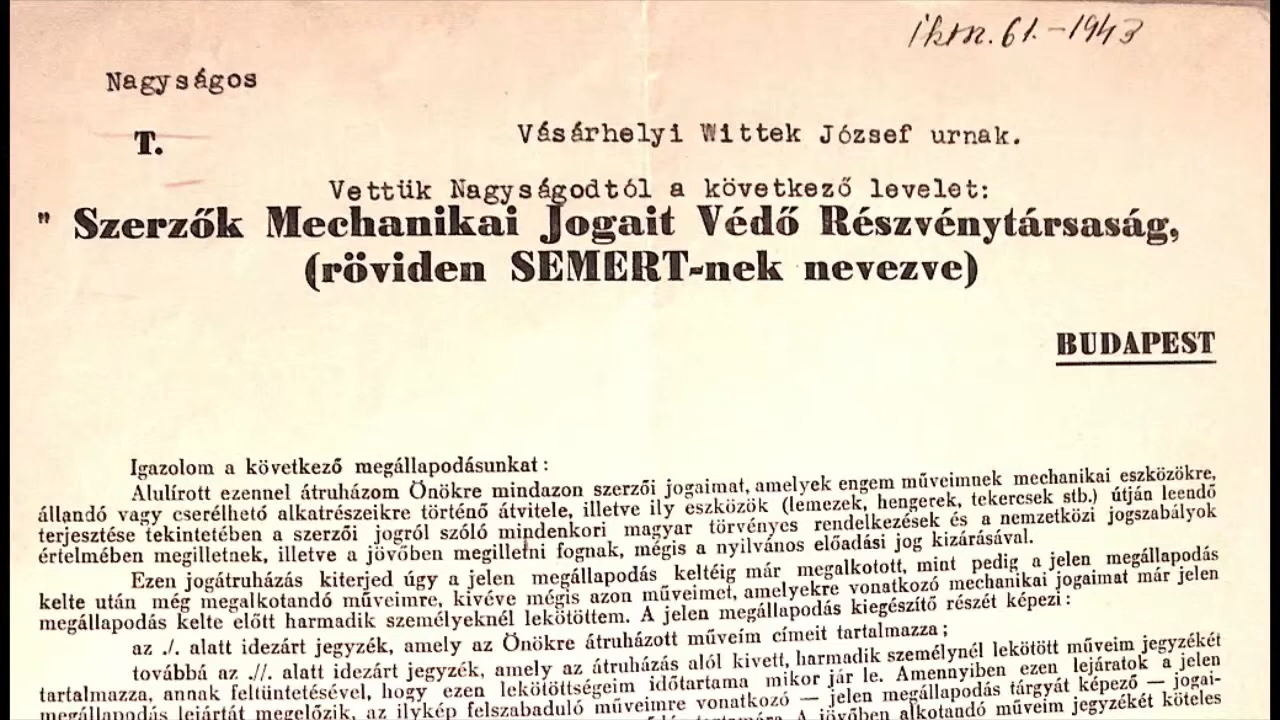 iktsz. 61.-1943
Nagyságos
T.
Vásárhelyi Wittek József urnak.
Vettük Nagyságodtól a következő levelet:
" Szerzők Mechanikai Jogait Védő Részvénytársaság,
(röviden SEMERT-nek nevezve)
BUDAPEST
Igazolom a következő megállapodásunkat:
Alulírott ezennel átruházom Önökre mindazon szerzői jogaimat, amelyek engem műveimnek mechanikai eszközökre,
állandó vagy cserélhető alkatrészeikre történő átvitele, illetve ily eszközök (lemezek, hengerek, tekercsek stb.) útján leendő
terjesztése tekintetében a szerzői jogról szóló mindenkori magyar törvényes rendelkezések és a nemzetközi jogszabályok
értelmében megilletnek, illetve a jövőben megilletni fognak, mégis a nyilvános előadási jog kizárásával.
Ezen jogátruházás kiterjed úgy a jelen megállapodás keltéig már megalkotott, mint pedig a jelen megállapodás
kelte után még megalkotandó műveimre, kivéve mégis azon műveimet, amelyekre vonatkozó mechanikai jogaimat már jelen
megállapodás kelte előtt harmadik személyeknél lekötöttem. A jelen megállapodás kiegészítő részét képezi:
az ./. alatt idezárt jegyzék, amely az Önökre átruházott műveim címeit tartalmazza;
továbbá az .//. alatt idezárt jegyzék, amely az átruházás alól kivett, harmadik személynél lekötött műveim jegyzékét
tartalmazza, annak feltüntetésével, hogy ezen lekötöttségeim időtartama mikor jár le. Amennyiben ezen lejáratok a jelen
megállapodás lejártát megelőzik, az ilykép felszabaduló műveimre vonatkozó — jelen megállapodás tárgyát képező — jogai-
A jövőben alkotandó műveim jegyzékét köteles